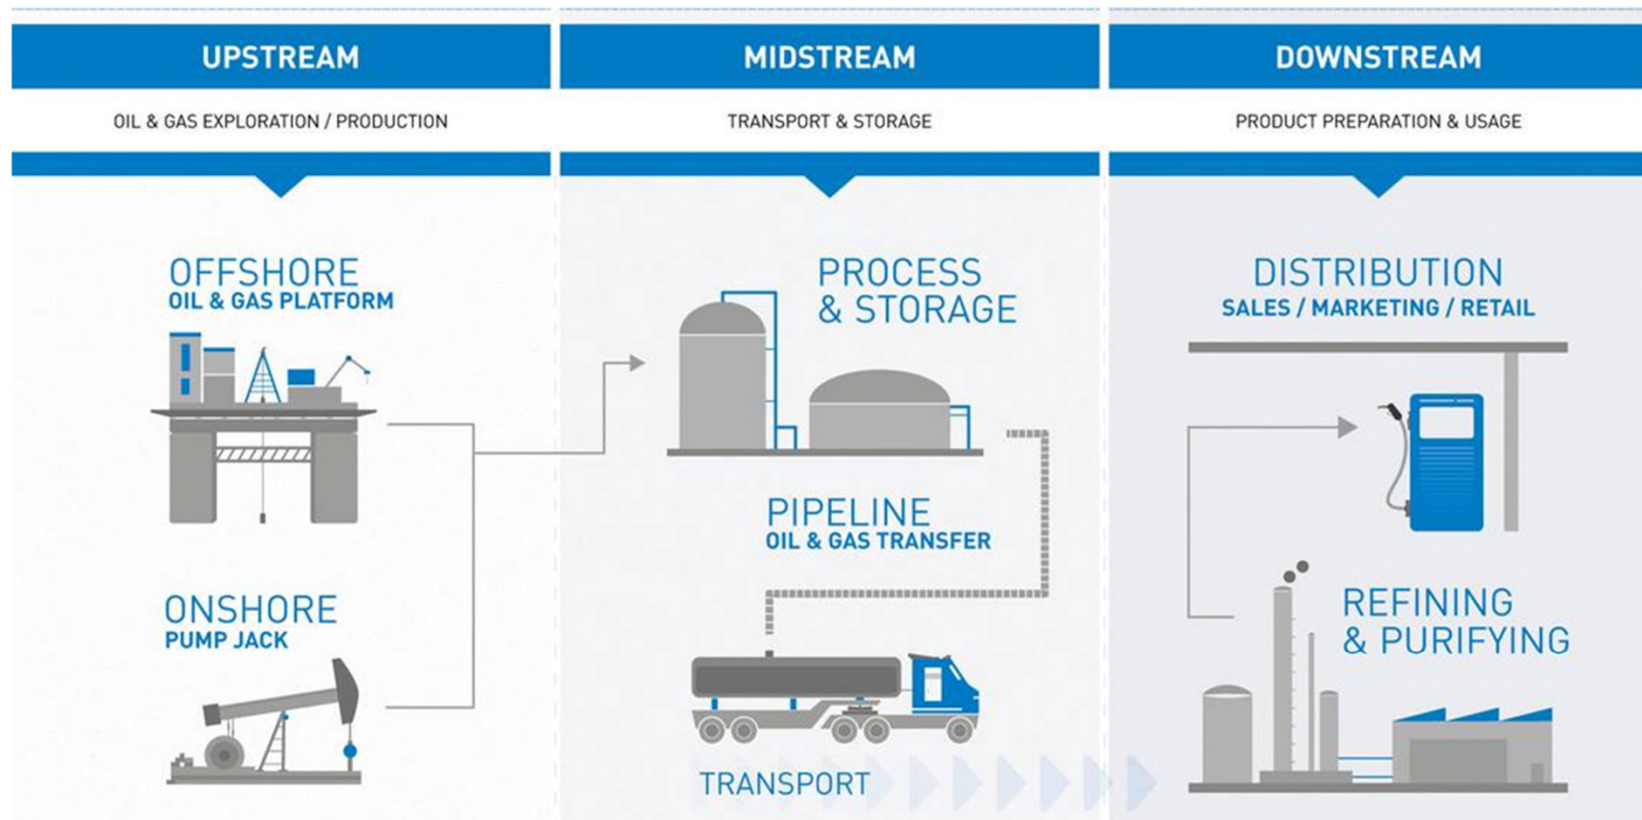 UPSTREAM
OIL & GAS EXPLORATION / PRODUCTION
OFFSHORE
OIL & GAS PLATFORM
ONSHORE
PUMP JACK
MIDSTREAM
TRANSPORT & STORAGE
PROCESS
& STORAGE
PIPELINE
OIL & GAS TRANSFER
TRANSPORT
DOWNSTREAM
PRODUCT PREPARATION & USAGE
DISTRIBUTION
SALES / MARKETING / RETAIL
REFINING
& PURIFYING